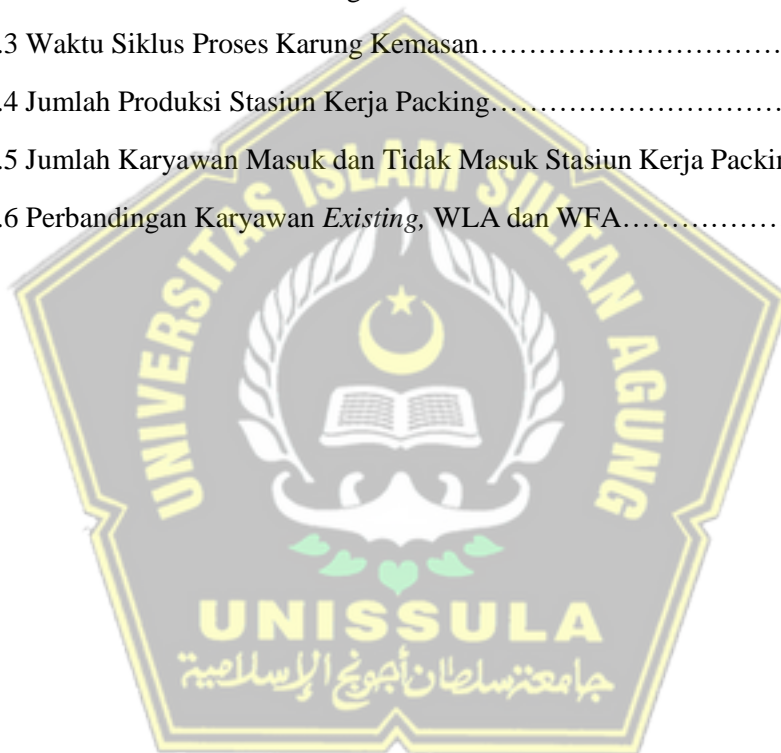 .3 Waktu Siklus Proses Karung Kemasan……………………………
.4 Jumlah Produksi Stasiun Kerja Packing……………………………
.5 Jumlah Karyawan Masuk dan Tidak Masuk Stasiun Kerja Packin
.6 Perbandingan Karyawan Existing, WLA dan WFA………………
UNIVERSITAS ISLAM SULTAN AGUNG
UNISSULA
جامعة سلطان أجونج الإسلامية